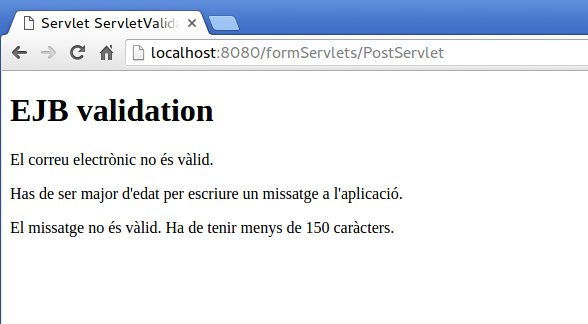 Servlet ServletValida
localhost:8080/formServlets/PostServlet
EJB validation
El correu electrònic no és vàlid.
Has de ser major d'edat per escriure un missatge a l'aplicació.
El missatge no és vàlid. Ha de tenir menys de 150 caràcters.